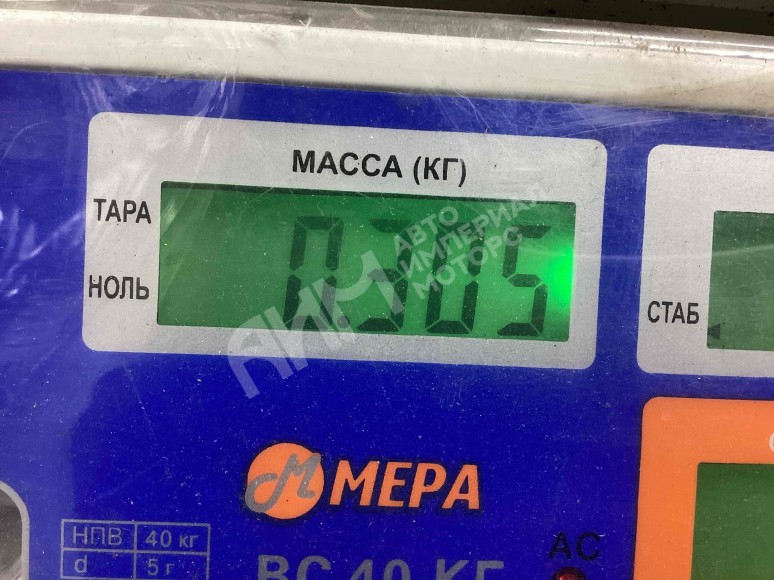 МАССА (КГ)
ТАРА
0.305
НОЛЬ
СТАБ
АИМ АВТО
ИМПЕРИАЛ
МОТОРС
МЕРА
НПВ 40 кг
d 5 г
ВС 40 КГ
АС